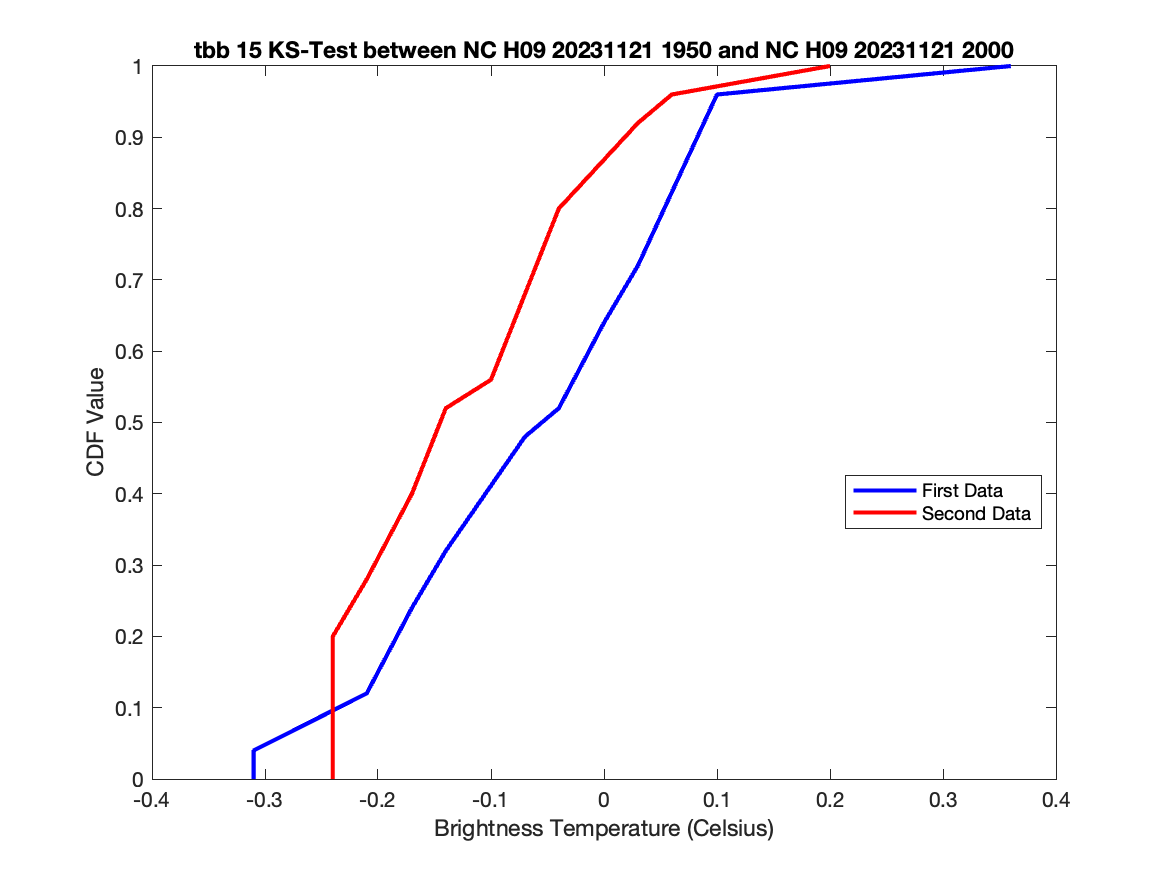 tbb 15 KS-Test between NC H09 20231121 1950 and NC H09 20231121 2000
1
0.9
0.8
0.7
0.6
0.5
0.4
0.3
0.2
0.1
0
CDF Value
First Data
Second Data
-0.4 -0.3 -0.2 -0.1 0 0.1 0.2 0.3 0.4
Brightness Temperature (Celsius)